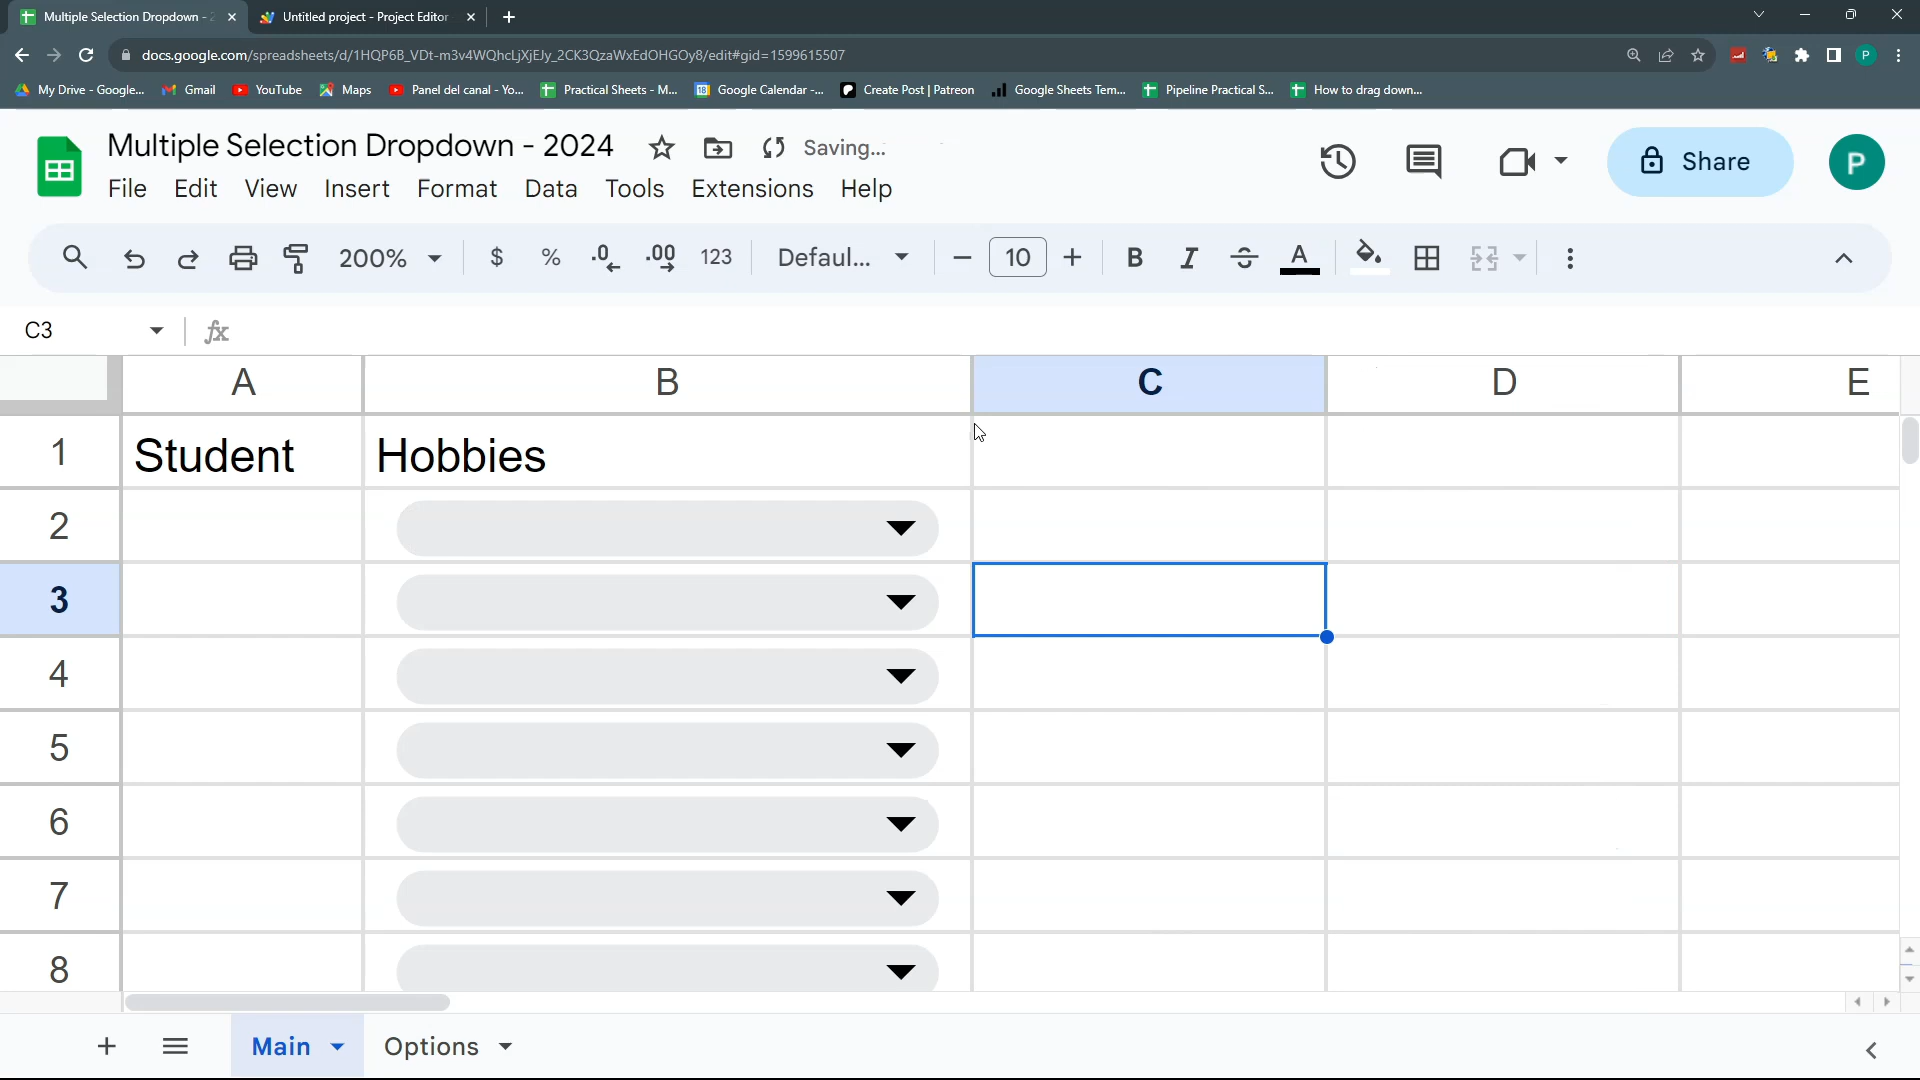 Multiple Selection Dropdown - 2
Untitled project - Project Editor
docs.google.com/spreadsheets/d/1HQP6B_VDt-m3v4WQhcLjXjEJy_2CK3QzaWxEdOHGOy8/edit#gid=1599615507
P
My Drive - Google...
Gmail
YouTube
Maps
Panel del canal - Yo...
Practical Sheets - M...
Google Calendar -...
Create Post | Patreon
Google Sheets Tem...
Pipeline Practical S...
How to drag down...
Multiple Selection Dropdown - 2024
Saving...
Share
P
File Edit View Insert Format Data Tools Extensions Help
200% $ % .0 .00 123 Defaul... 10 B I A
C3 fx
A B C D E
1 Student Hobbies
2
3
4
5
6
7
8
Main Options